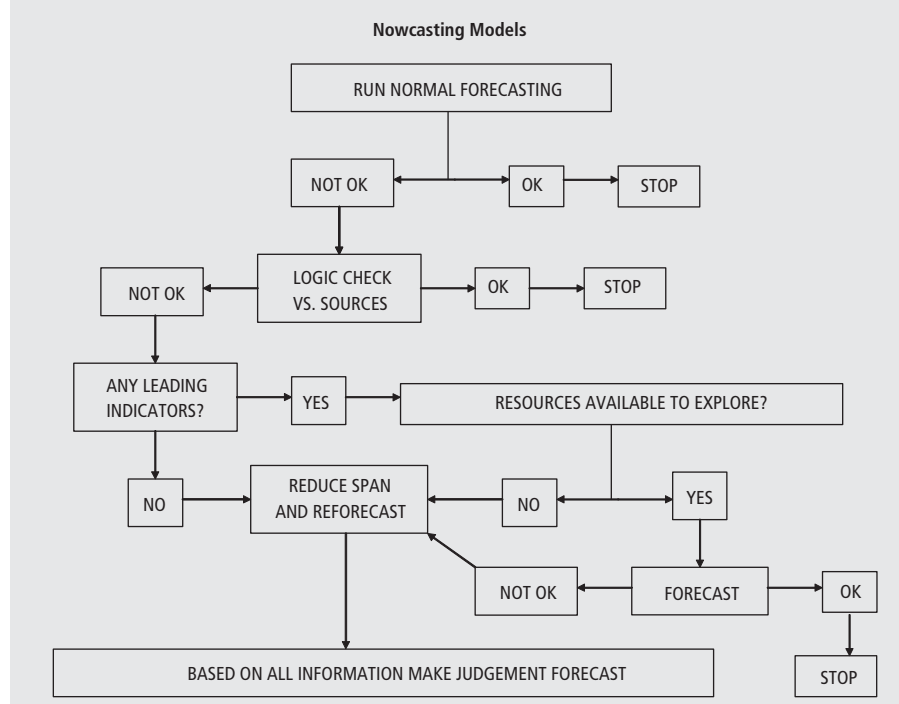 Nowcasting Models
RUN NORMAL FORECASTING
NOT OK
OK
STOP
LOGIC CHECK
VS. SOURCES
NOT OK
OK
STOP
ANY LEADING
INDICATORS?
YES
RESOURCES AVAILABLE TO EXPLORE?
NO
REDUCE SPAN
AND REFORECAST
NO
YES
NOT OK
FORECAST
OK
BASED ON ALL INFORMATION MAKE JUDGEMENT FORECAST
STOP